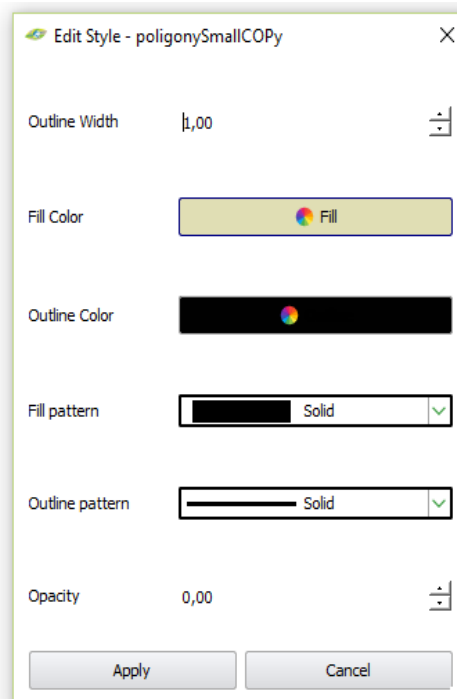 Edit Style - poligonySmallCOPy
Outline Width 1,00
Fill Color Fill
Outline Color
Fill pattern Solid
Outline pattern Solid
Opacity 0,00
Apply Cancel